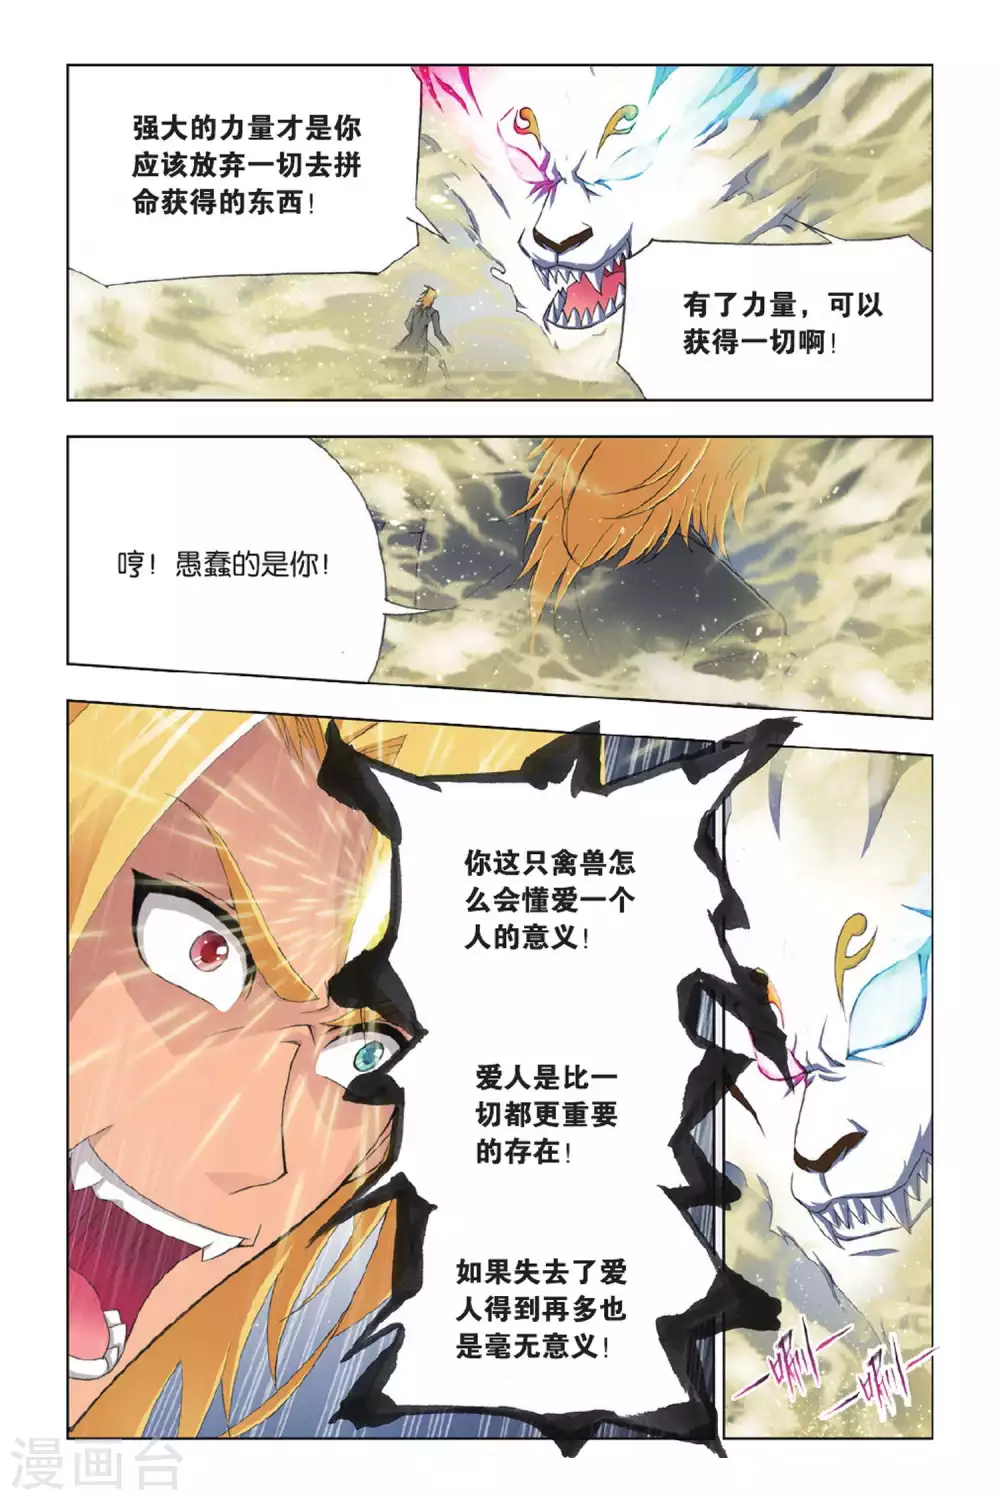 强大的力量才是你
应该放弃一切去拼
命获得的东西！
有了力量，可以
获得一切啊！
哼！愚蠢的是你！
你这只禽兽怎
么会懂爱一个
人的意义！
爱人是比一
切都更重要
的存在！
如果失去了爱
人得到再多也
是毫无意义！
唰
唰
漫画台